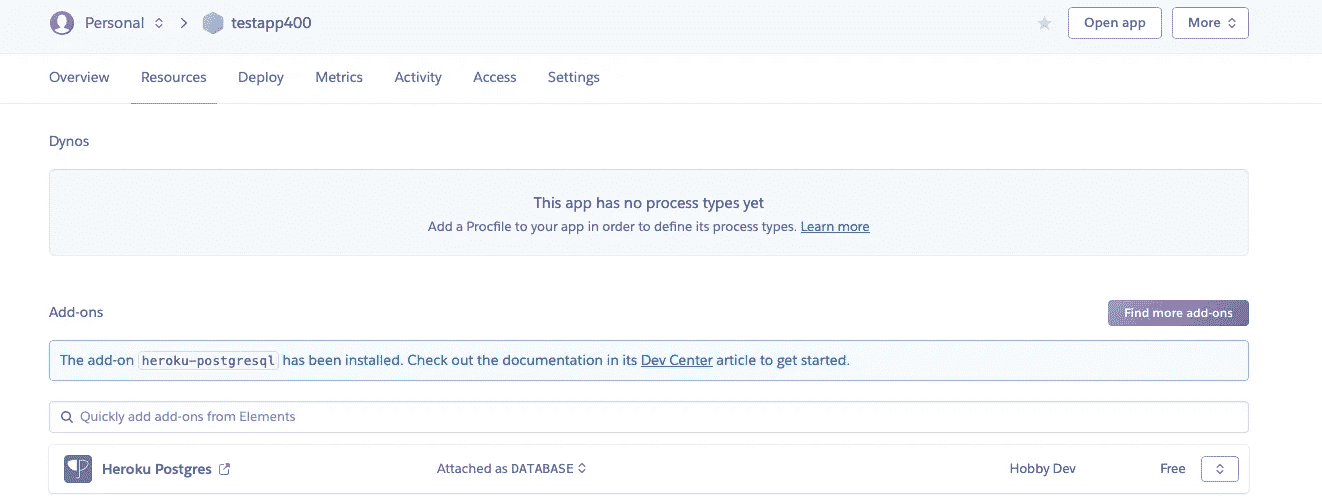 Personal > testapp400 Open app More
Overview Resources Deploy Metrics Activity Access Settings
Dynos
This app has no process types yet
Add a Procfile to your app in order to define its process types. Learn more
Add-ons Find more add-ons
The add-on heroku-postgresql has been installed. Check out the documentation in its Dev Center article to get started.
Quickly add add-ons from Elements
Heroku Postgres Attached as DATABASE Hobby Dev Free